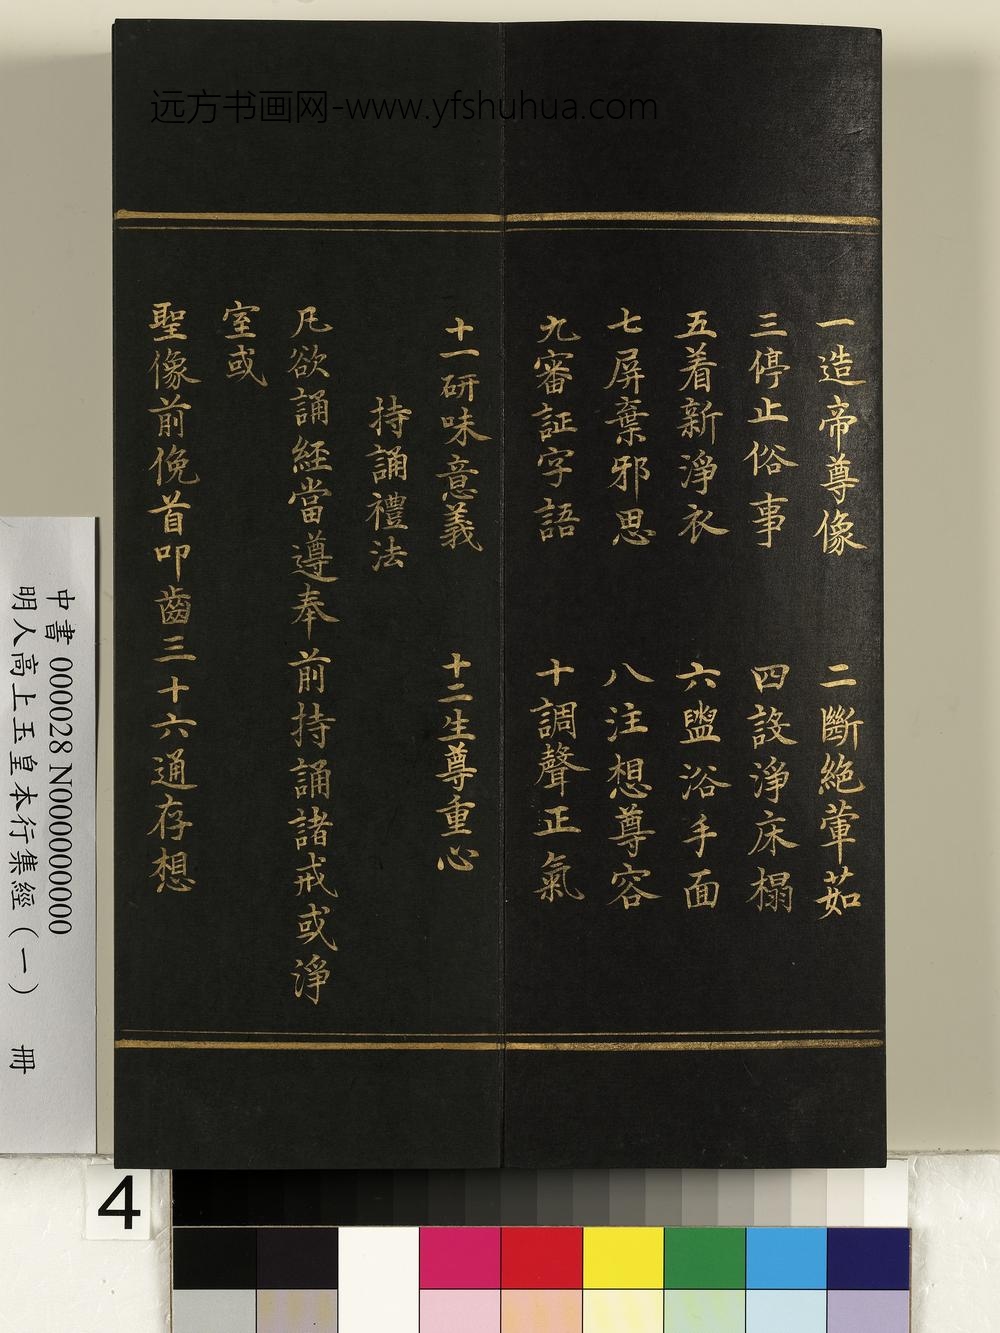 远方书画网-www.yfshuhua.com
一造帝尊像 二斷絶葷茹
三停止俗事 四設淨床榻
五着新淨衣 六盥浴手面
七屏棄邪思 八注想尊容
九審証字語 十調聲正氣
十一研味意義 十二生尊重心
持誦禮法
凡欲誦經當遵奉前持誦諸戒或淨
室或
聖像前俛首叩齒三十六通存想
中書 000028 N000000000
明人高上玉皇本行集經(一) 冊
4